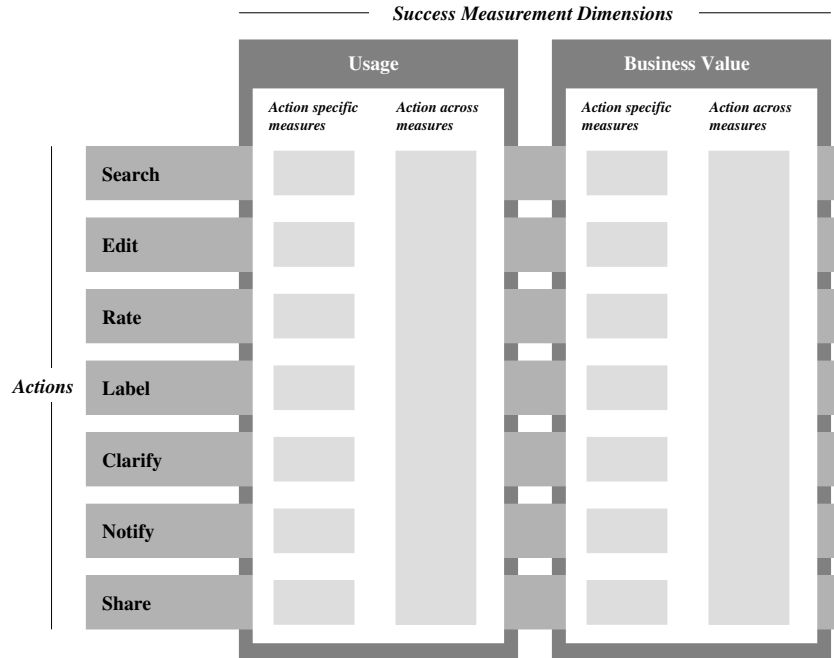 Success Measurement Dimensions
Usage
Business Value
Action specific
measures
Action across
measures
Action specific
measures
Action across
measures
Actions
Search
Edit
Rate
Label
Clarify
Notify
Share